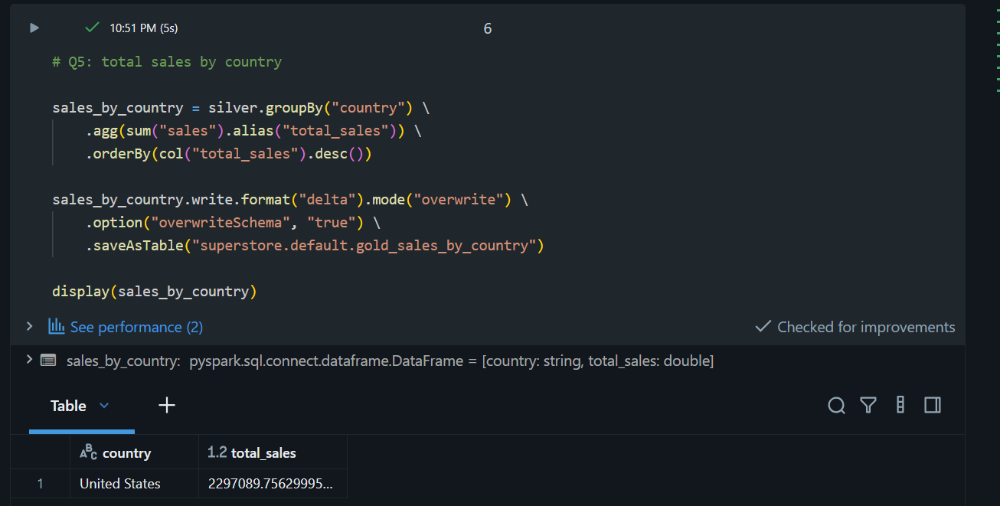 10:51 PM (5s)
6
# Q5: total sales by country
sales_by_country = silver.groupBy("country") \
    .agg(sum("sales").alias("total_sales")) \
    .orderBy(col("total_sales").desc())
sales_by_country.write.format("delta").mode("overwrite") \
    .option("overwriteSchema", "true") \
    .saveAsTable("superstore.default.gold_sales_by_country")
display(sales_by_country)
See performance (2)
Checked for improvements
sales_by_country: pyspark.sql.connect.dataframe.DataFrame = [country: string, total_sales: double]
Table
ABC country 1.2 total_sales
1 United States 2297089.75629995...